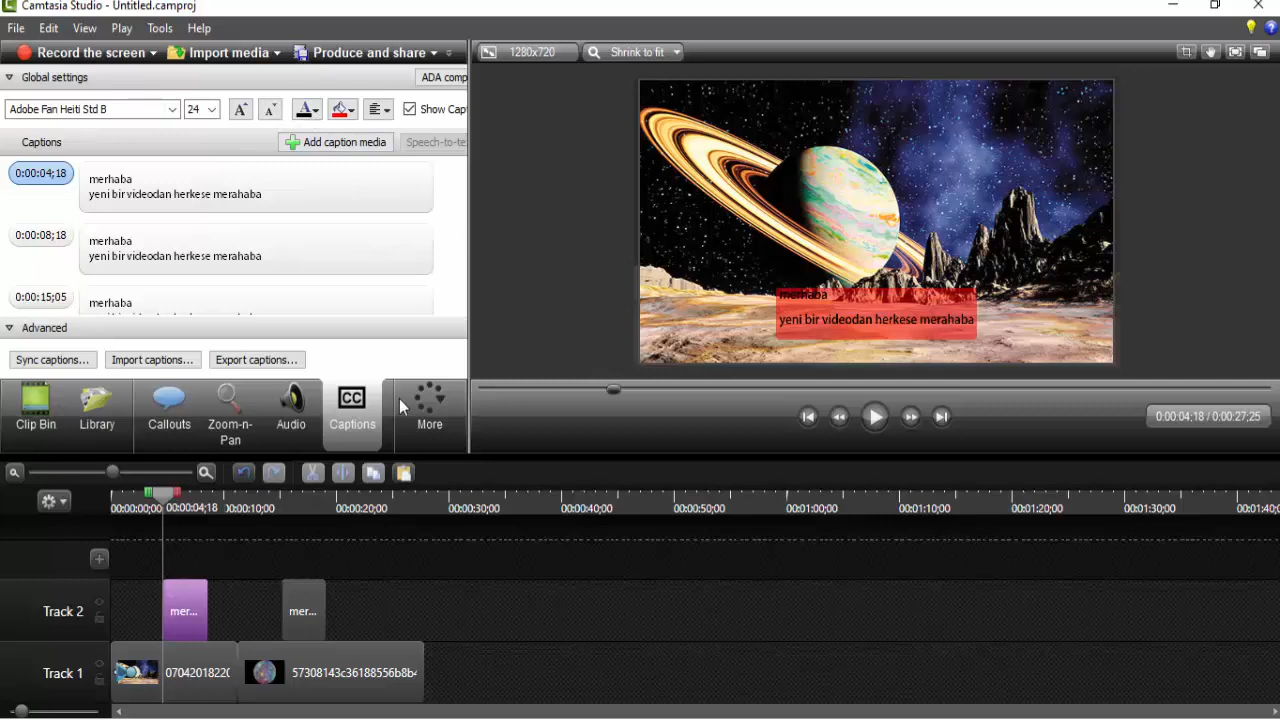 Camtasia Studio - Untitled.camproj
File Edit View Play Tools Help
Record the screen Import media Produce and share
1280x720 Shrink to fit
Global settings
ADA comp
Adobe Fan Heiti Std B 24 A A A Show Cap
Captions Add caption media Speech-to-te
0:00:04;18
merhaba
yeni bir videodan herkese merahaba
0:00:08;18
merhaba
yeni bir videodan herkese merahaba
0:00:15;05
merhaba
Advanced
Sync captions... Import captions... Export captions...
merhaba
yeni bir videodan herkese merahaba
Clip Bin Library Callouts Zoom-n-Pan Audio CC Captions More
0:00:04;18 / 0:00:27;25
00:00:00;00 00:00:04;18 00:00:10;00 00:00:20;00 00:00:30;00 00:00:40;00 00:00:50;00 00:01:00;00 00:01:10;00 00:01:20;00 00:01:30;00 00:01:40;0
Track 2 mer... mer...
Track 1 0704201822 57308143c36188556b8b4